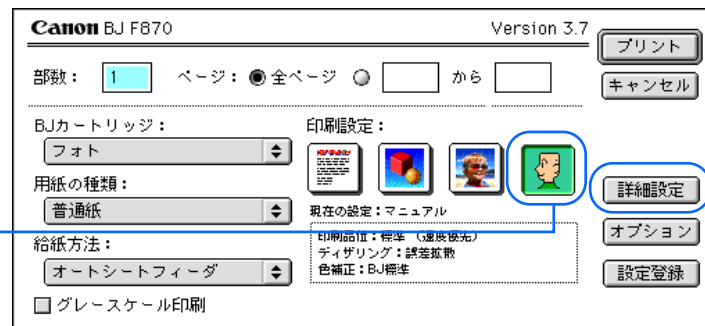 Canon BJ F870 Version 3.7
プリント
部数： 1 ページ： 全ページ から
キャンセル
BJカートリッジ：
フォト
印刷設定：
用紙の種類：
普通紙
詳細設定
現在の設定：マニュアル
給紙方法：
オートシートフィーダ
印刷品位：標準 （速度優先）
ディザリング：誤差拡散
色補正：BJ標準
オプション
設定登録
グレースケール印刷